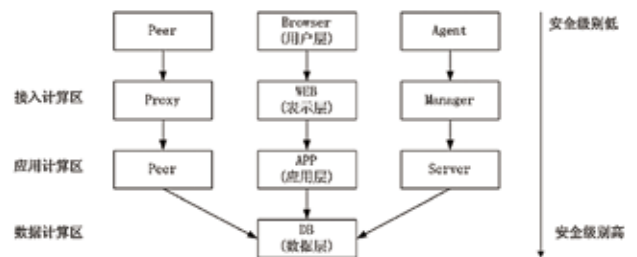 Peer
Browser
(用户层)
Agent
安全级别低
接入计算区
Proxy
WEB
(表示层)
Manager
应用计算区
Peer
APP
(应用层)
Server
数据计算区
DB
(数据层)
安全级别高